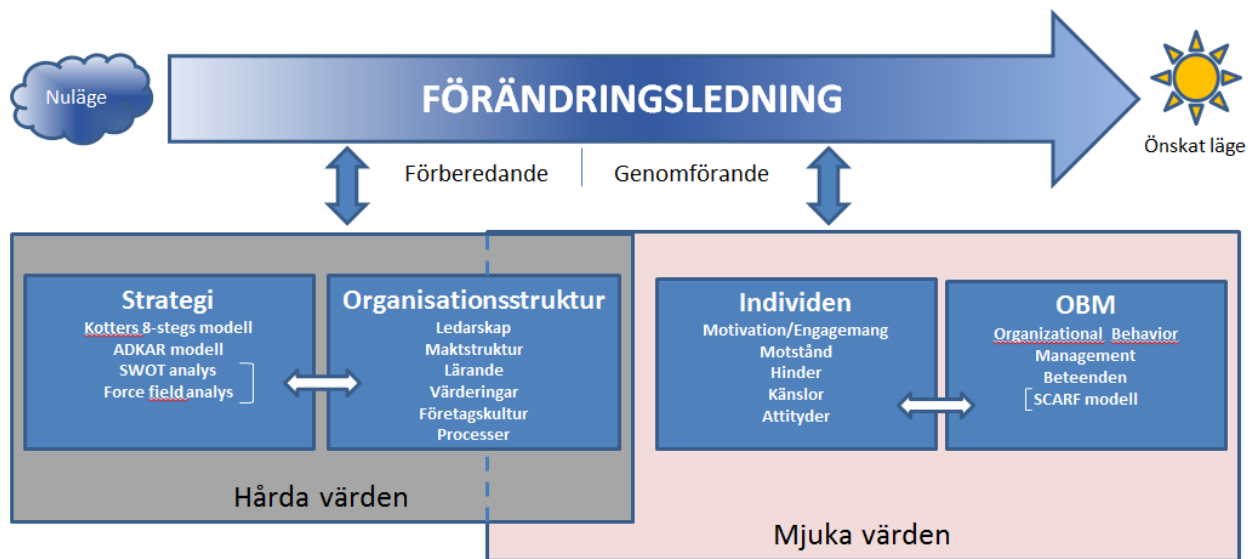 Nuläge
FÖRÄNDRINGSLEDNING
Önskat läge
Förberedande
Genomförande
Strategi
Kotters 8-stegs modell
ADKAR modell
SWOT analys
Force field analys
Organisationsstruktur
Ledarskap
Maktstruktur
Lärande
Värderingar
Företagskultur
Processer
Individen
Motivation/Engagemang
Motstånd
Hinder
Känslor
Attityder
OBM
Organizational Behavior
Management
Beteenden
SCARF modell
Hårda värden
Mjuka värden